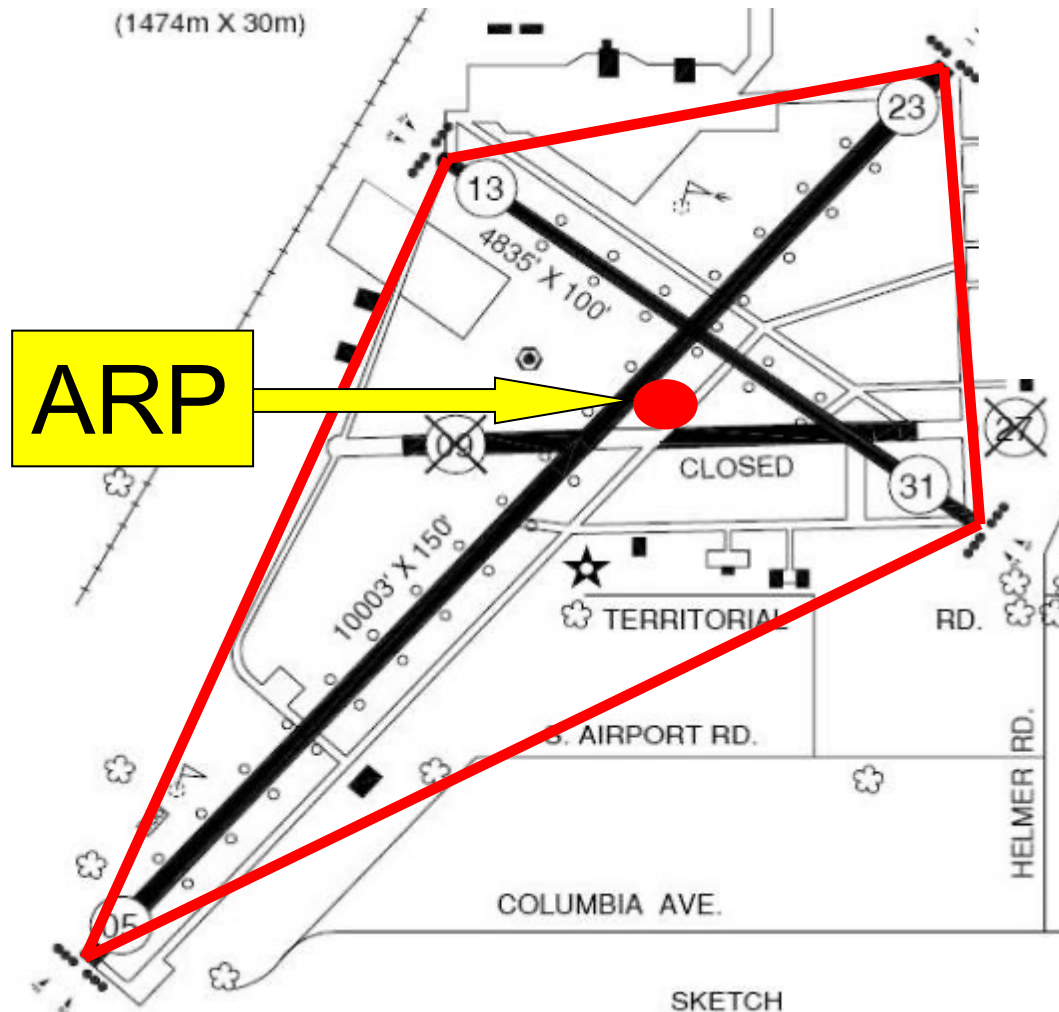 (1474m X 30m)
23
13
4835' X 100'
ARP
09
27
CLOSED
31
10003' X 150'
TERRITORIAL RD.
S. AIRPORT RD.
HELMER RD.
05
COLUMBIA AVE.
SKETCH